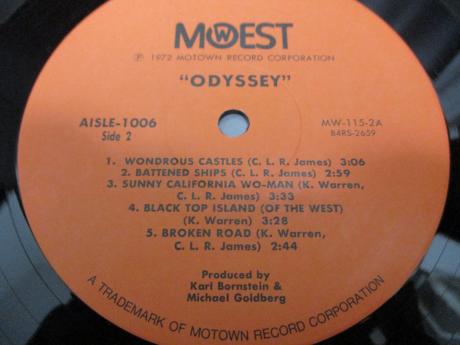 MOWEST
℗ 1972 MOTOWN RECORD CORPORATION
"ODYSSEY"
AISLE-1006
Side 2
MW-115-2A
B4RS-2659
1. WONDROUS CASTLES (C. L. R. James) 3:06
2. BATTENED SHIPS (C. L. R. James) 2:59
3. SUNNY CALIFORNIA WO-MAN (K. Warren,
C. L. R. James) 3:33
4. BLACK TOP ISLAND (OF THE WEST)
(K. Warren) 3:28
5. BROKEN ROAD (K. Warren,
C. L. R. James) 2:44
Produced by
Karl Bornstein &
Michael Goldberg
A TRADEMARK OF MOTOWN RECORD CORPORATION